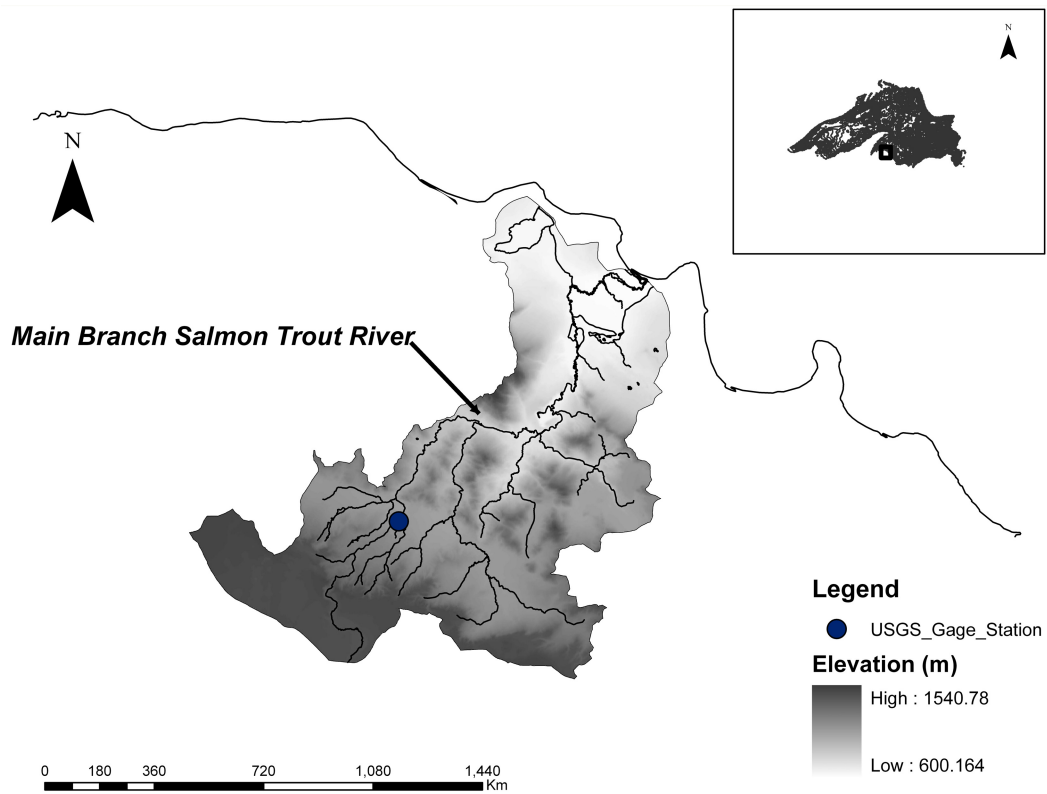 N
N
Main Branch Salmon Trout River
Legend
USGS_Gage_Station
Elevation (m)
High : 1540.78
Low : 600.164
0 180 360 720 1,080 1,440
Km